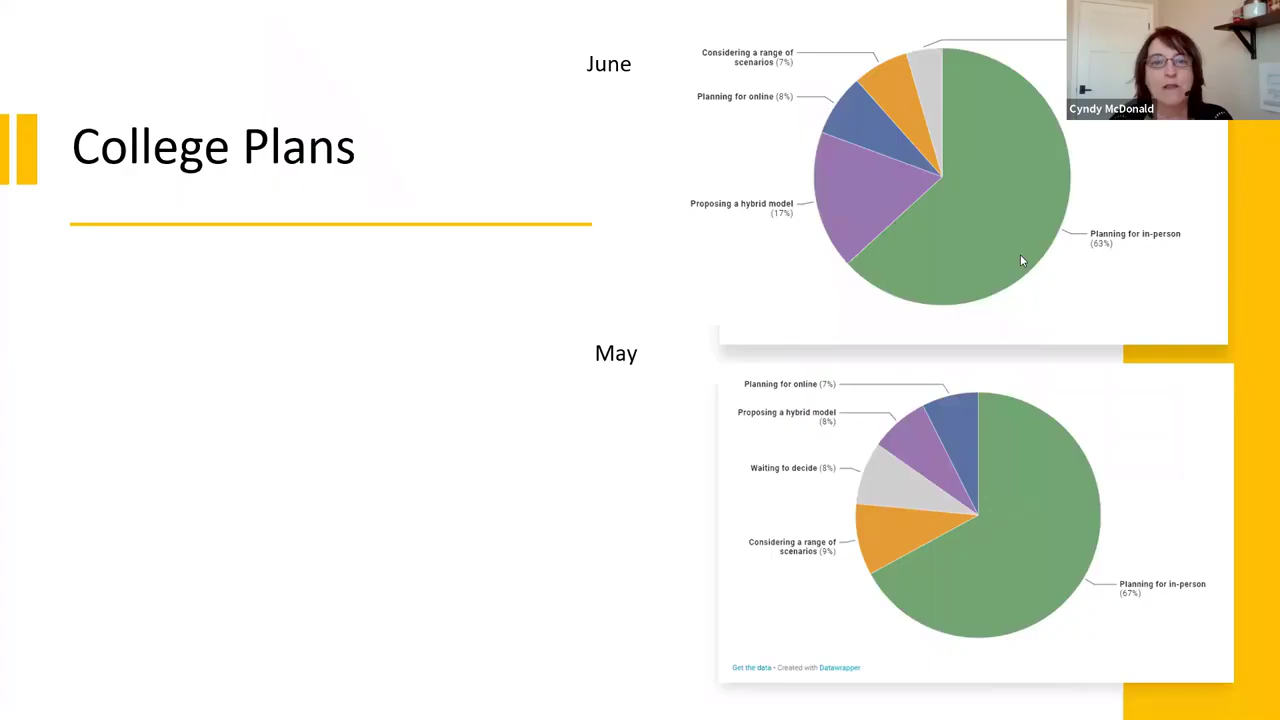 June
College Plans
Considering a range of
scenarios (7%)
Planning for online (8%)
Proposing a hybrid model
(17%)
Planning for in-person
(63%)
Cyndy McDonald
May
Planning for online (7%)
Proposing a hybrid model
(8%)
Waiting to decide (8%)
Considering a range of
scenarios (9%)
Planning for in-person
(67%)
Get the data • Created with Datawrapper